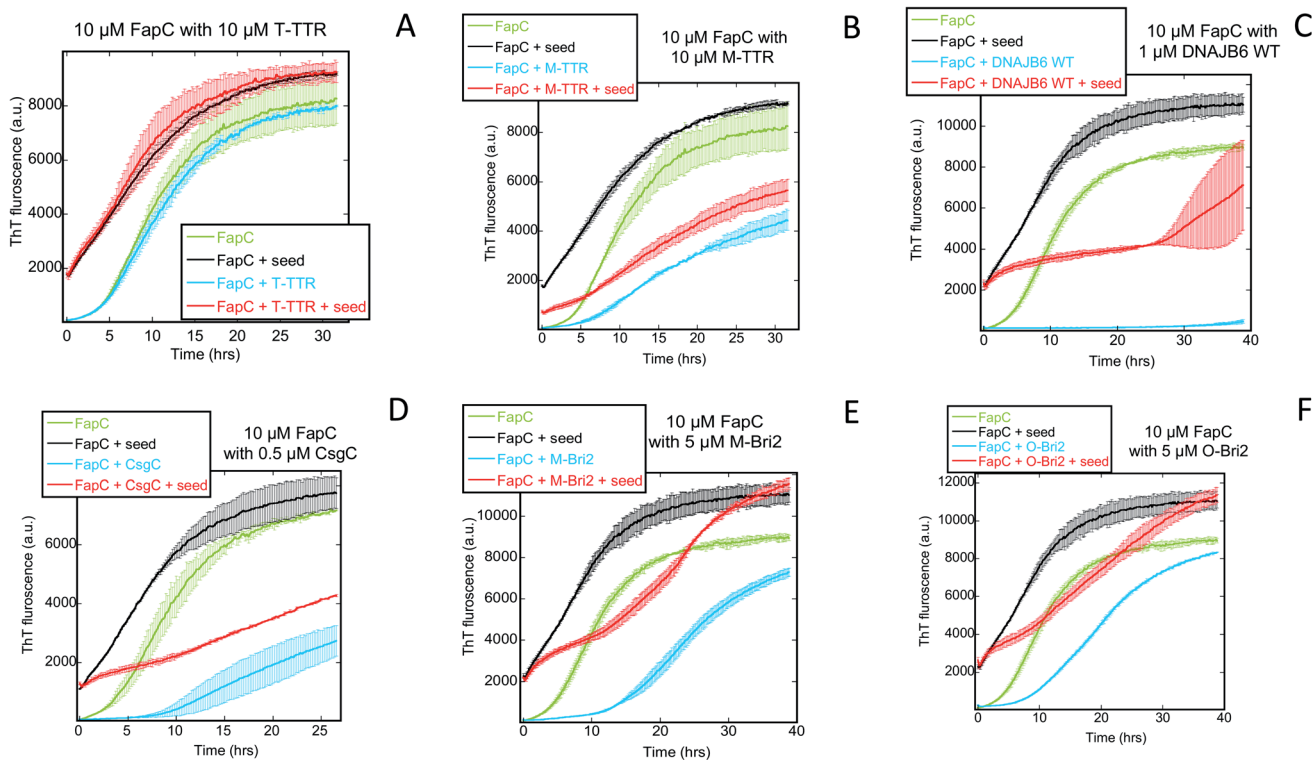 10 µM FapC with 10 µM T-TTR
A
ThT fluroscence (a.u.)
8000
6000
4000
2000
FapC
FapC + seed
FapC + T-TTR
FapC + T-TTR + seed
0 5 10 15 20 25 30
Time (hrs)
FapC
FapC + seed
FapC + M-TTR
FapC + M-TTR + seed
10 µM FapC with
10 µM M-TTR
B
ThT fluroscence (a.u.)
8000
6000
4000
2000
0 5 10 15 20 25 30
Time (hrs)
FapC
FapC + seed
FapC + DNAJB6 WT
FapC + DNAJB6 WT + seed
10 µM FapC with
1 µM DNAJB6 WT
C
ThT fluroscence (a.u.)
10000
8000
6000
4000
2000
0 10 20 30 40
Time (hrs)
FapC
FapC + seed
FapC + CsgC
FapC + CsgC + seed
10 µM FapC
with 0.5 µM CsgC
D
ThT fluroscence (a.u.)
6000
4000
2000
0 5 10 15 20 25
Time (hrs)
FapC
FapC + seed
FapC + M-Bri2
FapC + M-Bri2 + seed
10 µM FapC
with 5 µM M-Bri2
E
ThT fluroscence (a.u.)
10000
8000
6000
4000
2000
0 10 20 30 40
Time (hrs)
FapC
FapC + seed
FapC + O-Bri2
FapC + O-Bri2 + seed
10 µM FapC
with 5 µM O-Bri2
F
ThT fluroscence (a.u.)
12000
10000
8000
6000
4000
2000
0 10 20 30 40
Time (hrs)